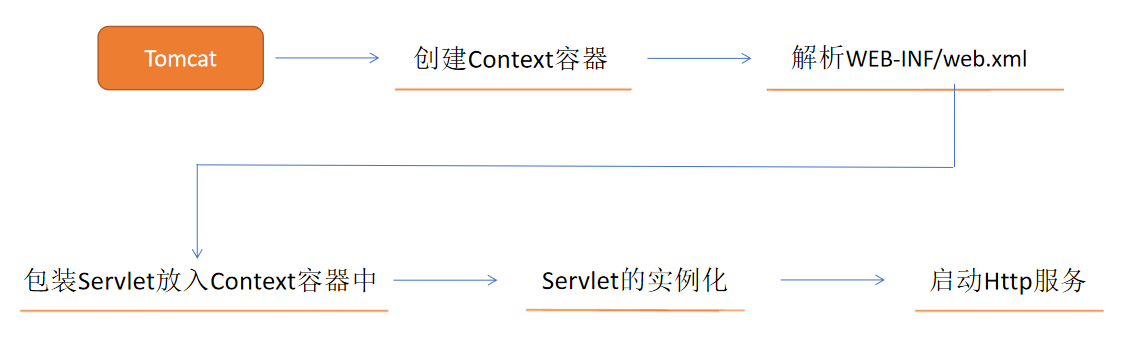 Tomcat
创建Context容器
解析WEB-INF/web.xml
包装Servlet放入Context容器中
Servlet的实例化
启动Http服务